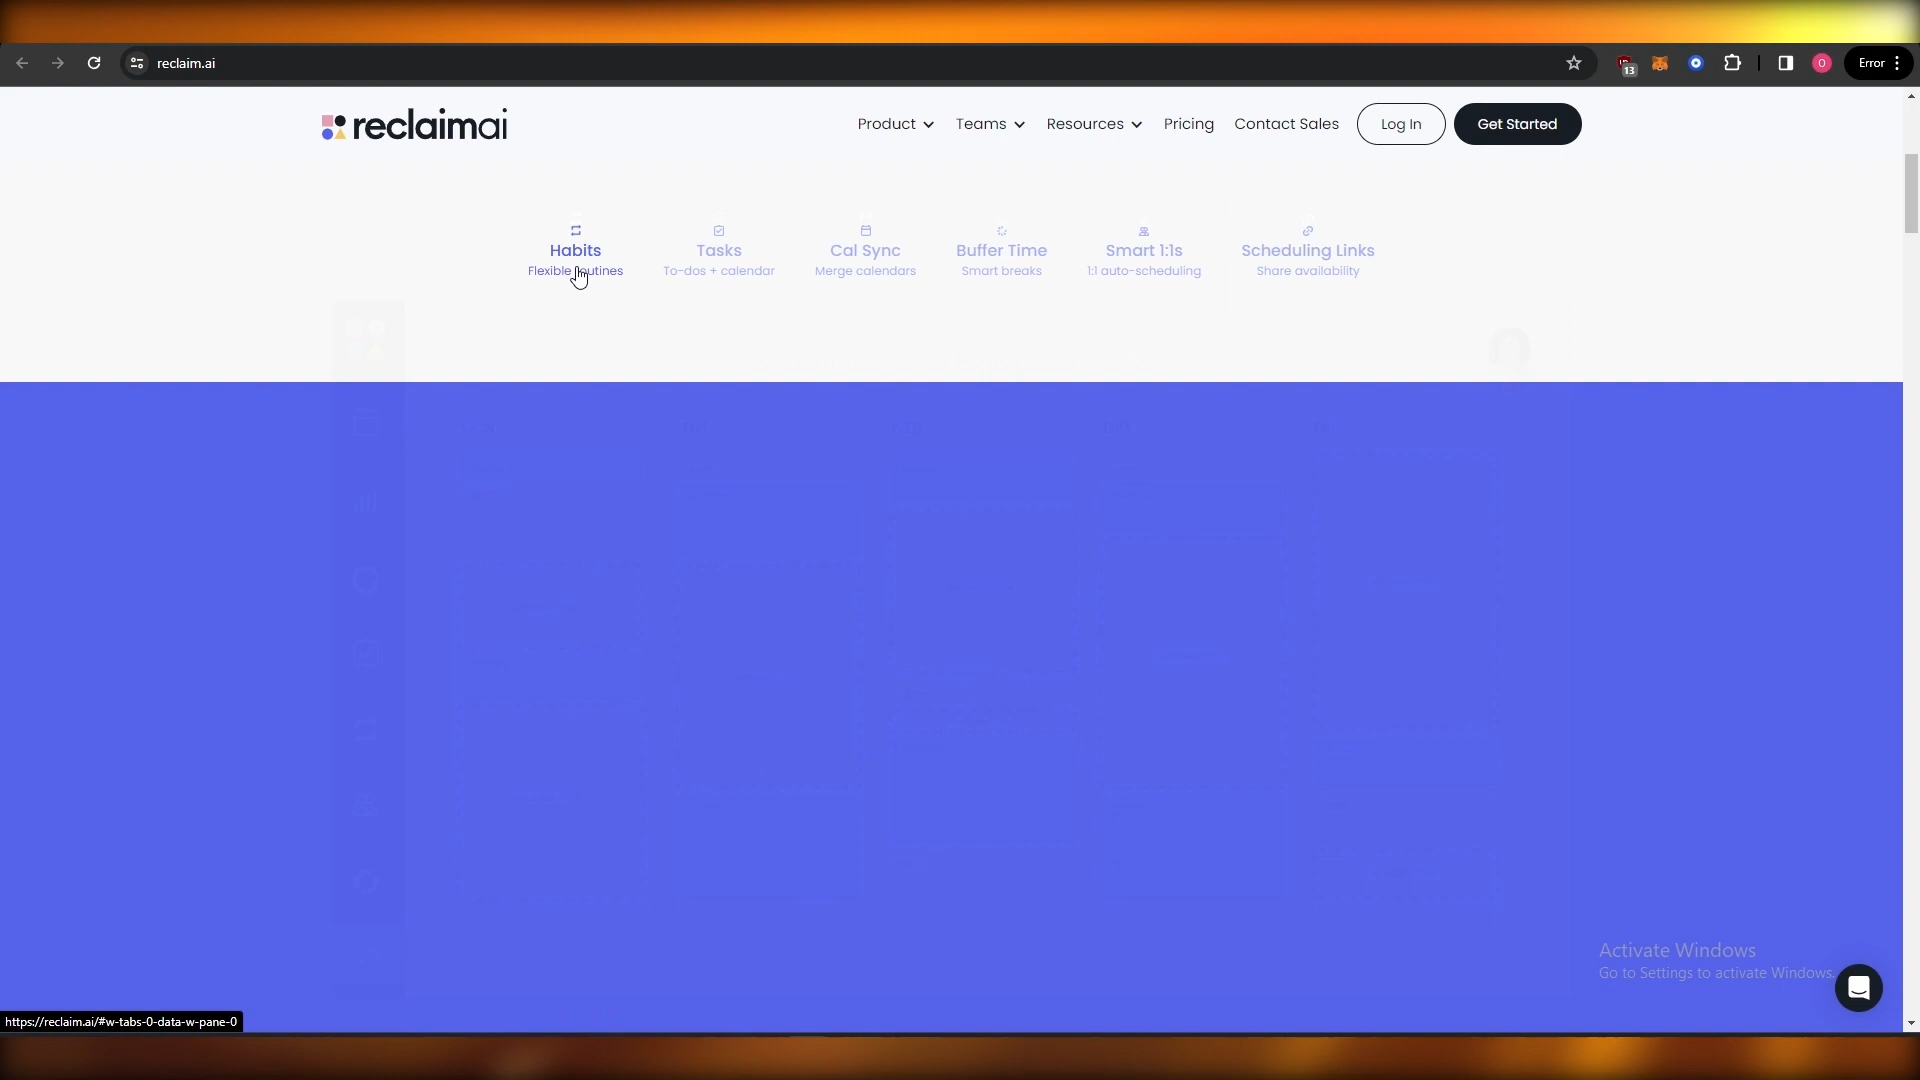 reclaim.ai
13
O
Error
reclaimai
Product
Teams
Resources
Pricing
Contact Sales
Log In
Get Started
Habits
Flexible routines
Tasks
To-dos + calendar
Cal Sync
Merge calendars
Buffer Time
Smart breaks
Smart 1:1s
1:1 auto-scheduling
Scheduling Links
Share availability
Activate Windows
Go to Settings to activate Windows.
https://reclaim.ai/#w-tabs-0-data-w-pane-0